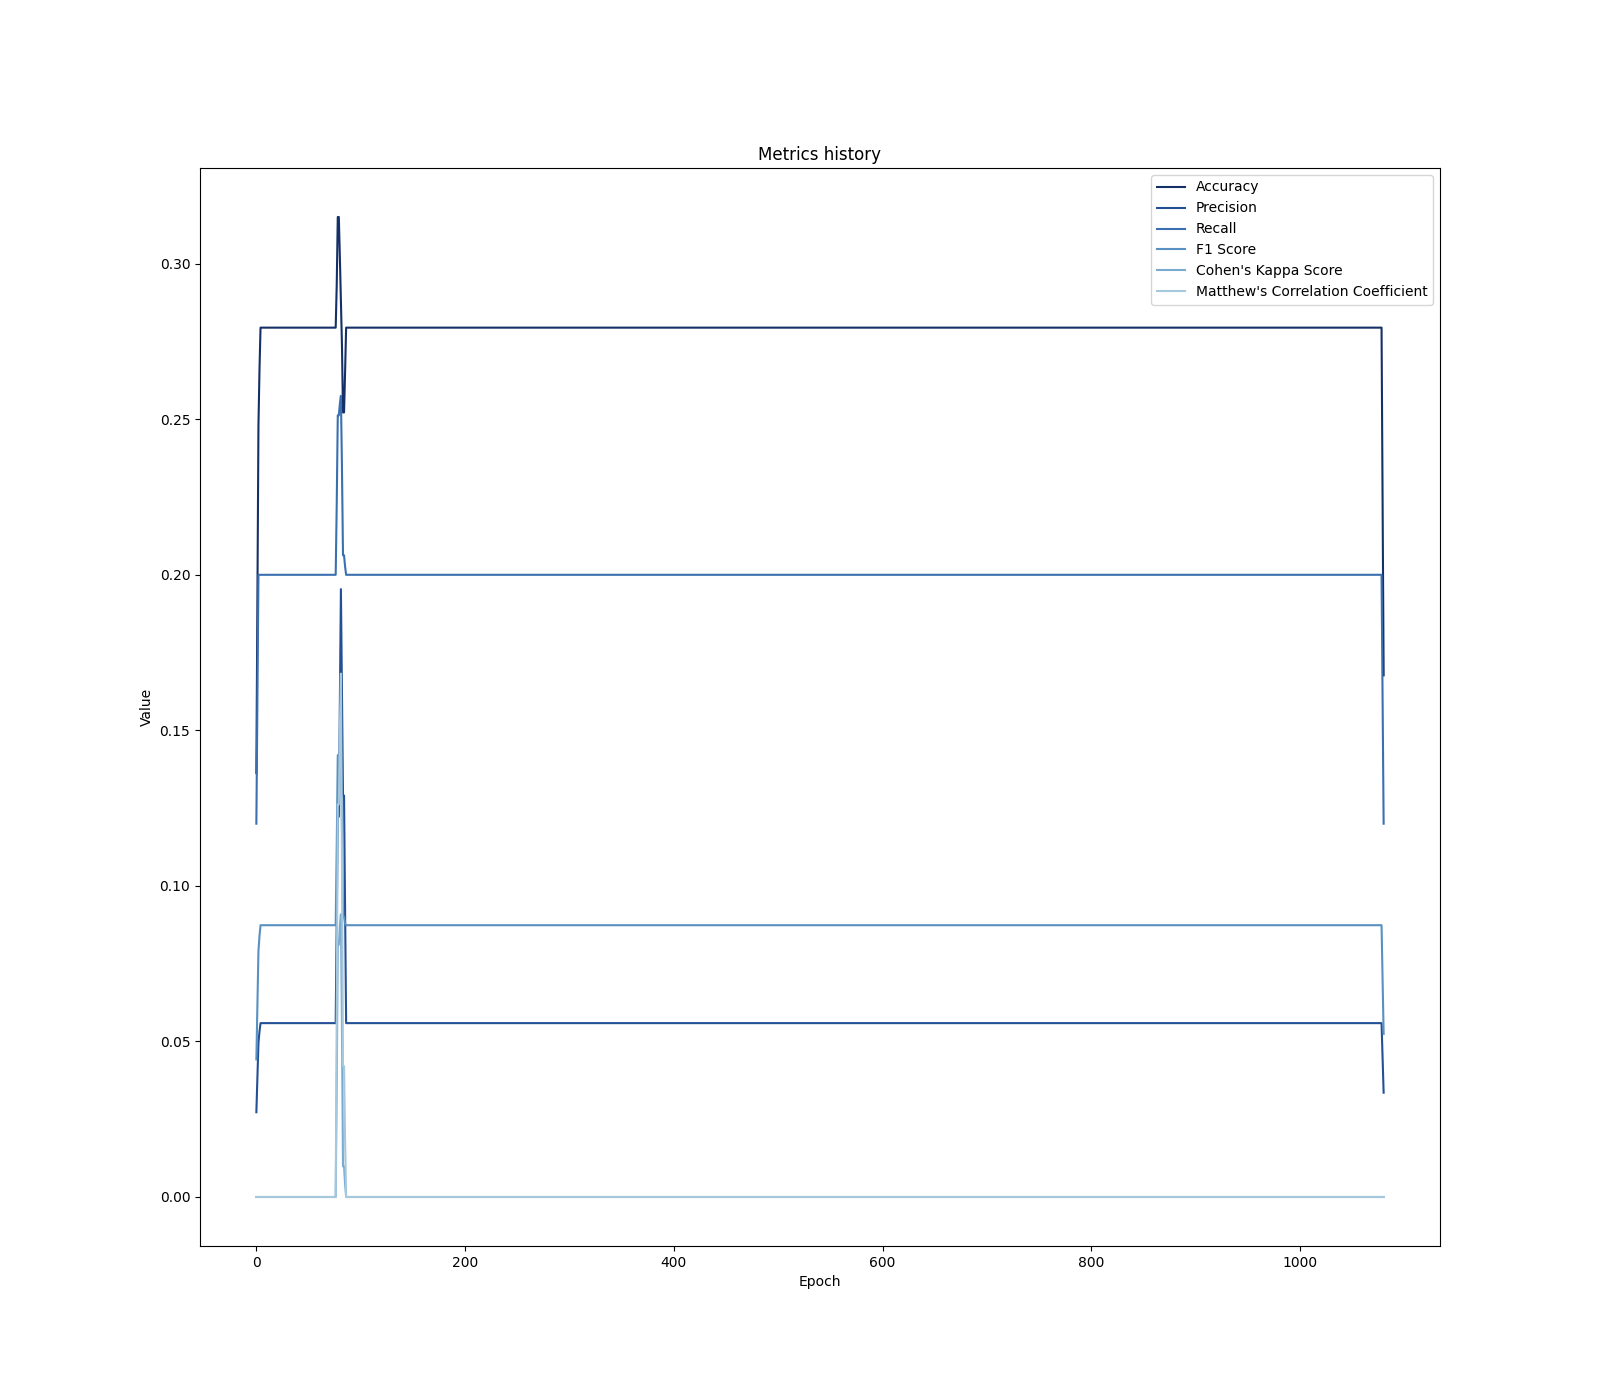 Metrics history
Accuracy
Precision
Recall
F1 Score
Cohen's Kappa Score
Matthew's Correlation Coefficient
0.30
0.25
0.20
0.15
0.10
0.05
0.00
Value
0 200 400 600 800 1000
Epoch